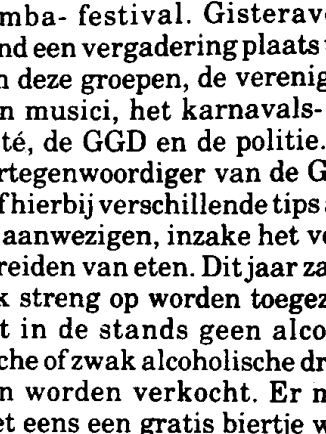 mba- festival. Gisterav
nd een vergadering plaats
n deze groepen, de verenig
n musici, het karnavals-
té, de GGD en de politie.
rtegenwoordiger van de G
f hierbij verschillende tips
aanwezigen, inzake het v
reiden van eten. Dit jaar za
k streng op worden toegez
t in de stands geen alco
che of zwak alcoholische dr
n worden verkocht. Er m
et eens een gratis biertje w